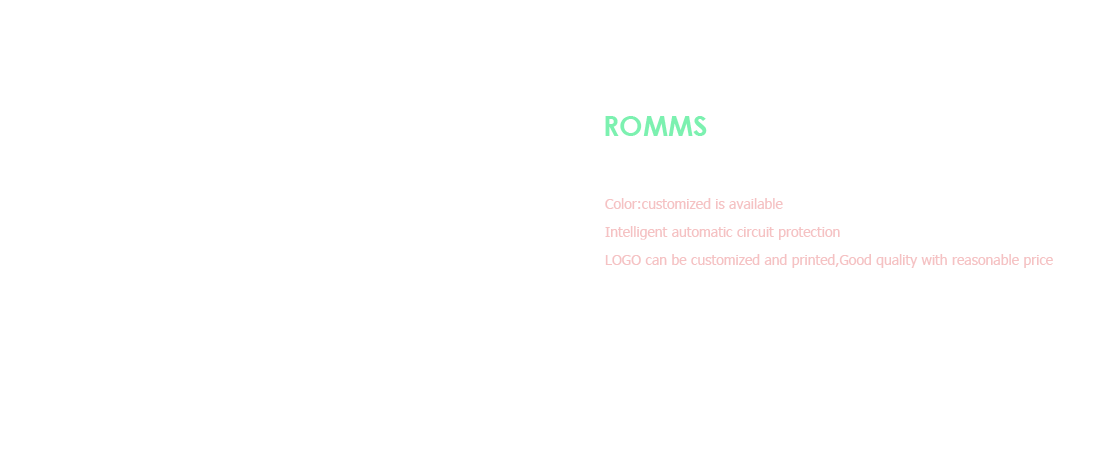 ROMMS
Color:customized is available
Intelligent automatic circuit protection
LOGO can be customized and printed,Good quality with reasonable price